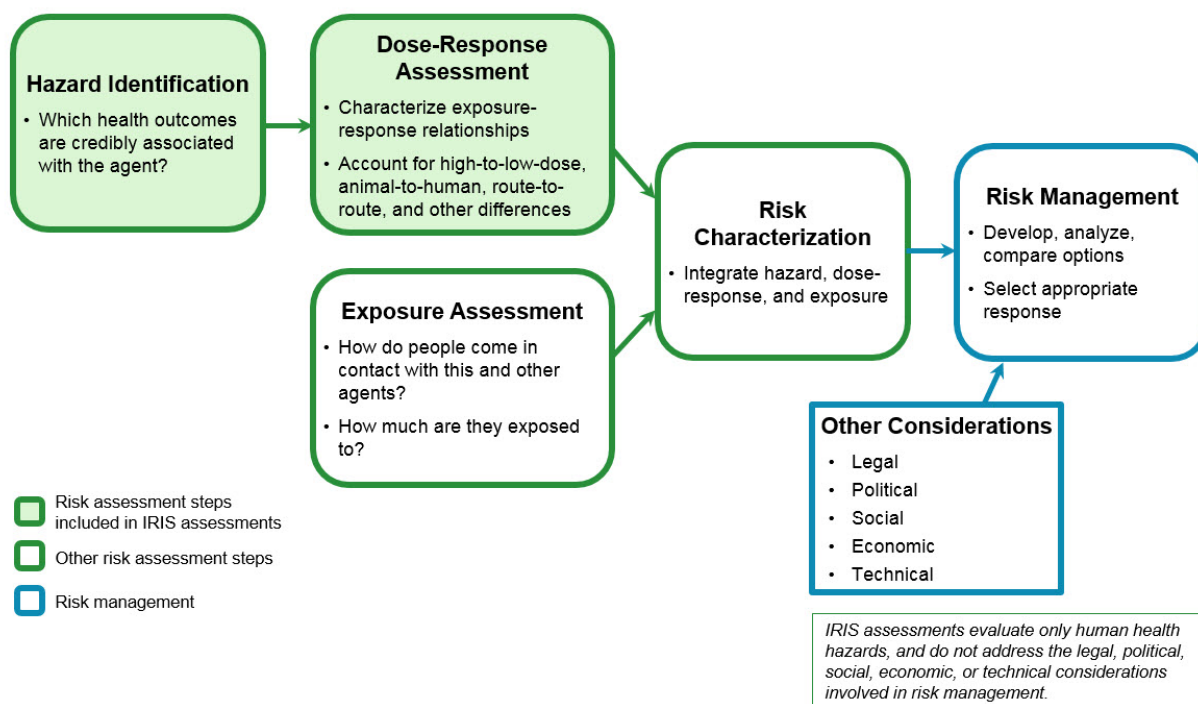 Hazard Identification
• Which health outcomes
are credibly associated
with the agent?
Dose-Response
Assessment
• Characterize exposure-
response relationships
• Account for high-to-low-dose,
animal-to-human, route-to-
route, and other differences
Exposure Assessment
• How do people come in
contact with this and other
agents?
• How much are they exposed
to?
Risk
Characterization
• Integrate hazard, dose-
response, and exposure
Risk Management
• Develop, analyze,
compare options
• Select appropriate
response
Other Considerations
• Legal
• Political
• Social
• Economic
• Technical
Risk assessment steps
included in IRIS assessments
Other risk assessment steps
Risk management
IRIS assessments evaluate only human health
hazards, and do not address the legal, political,
social, economic, or technical considerations
involved in risk management.